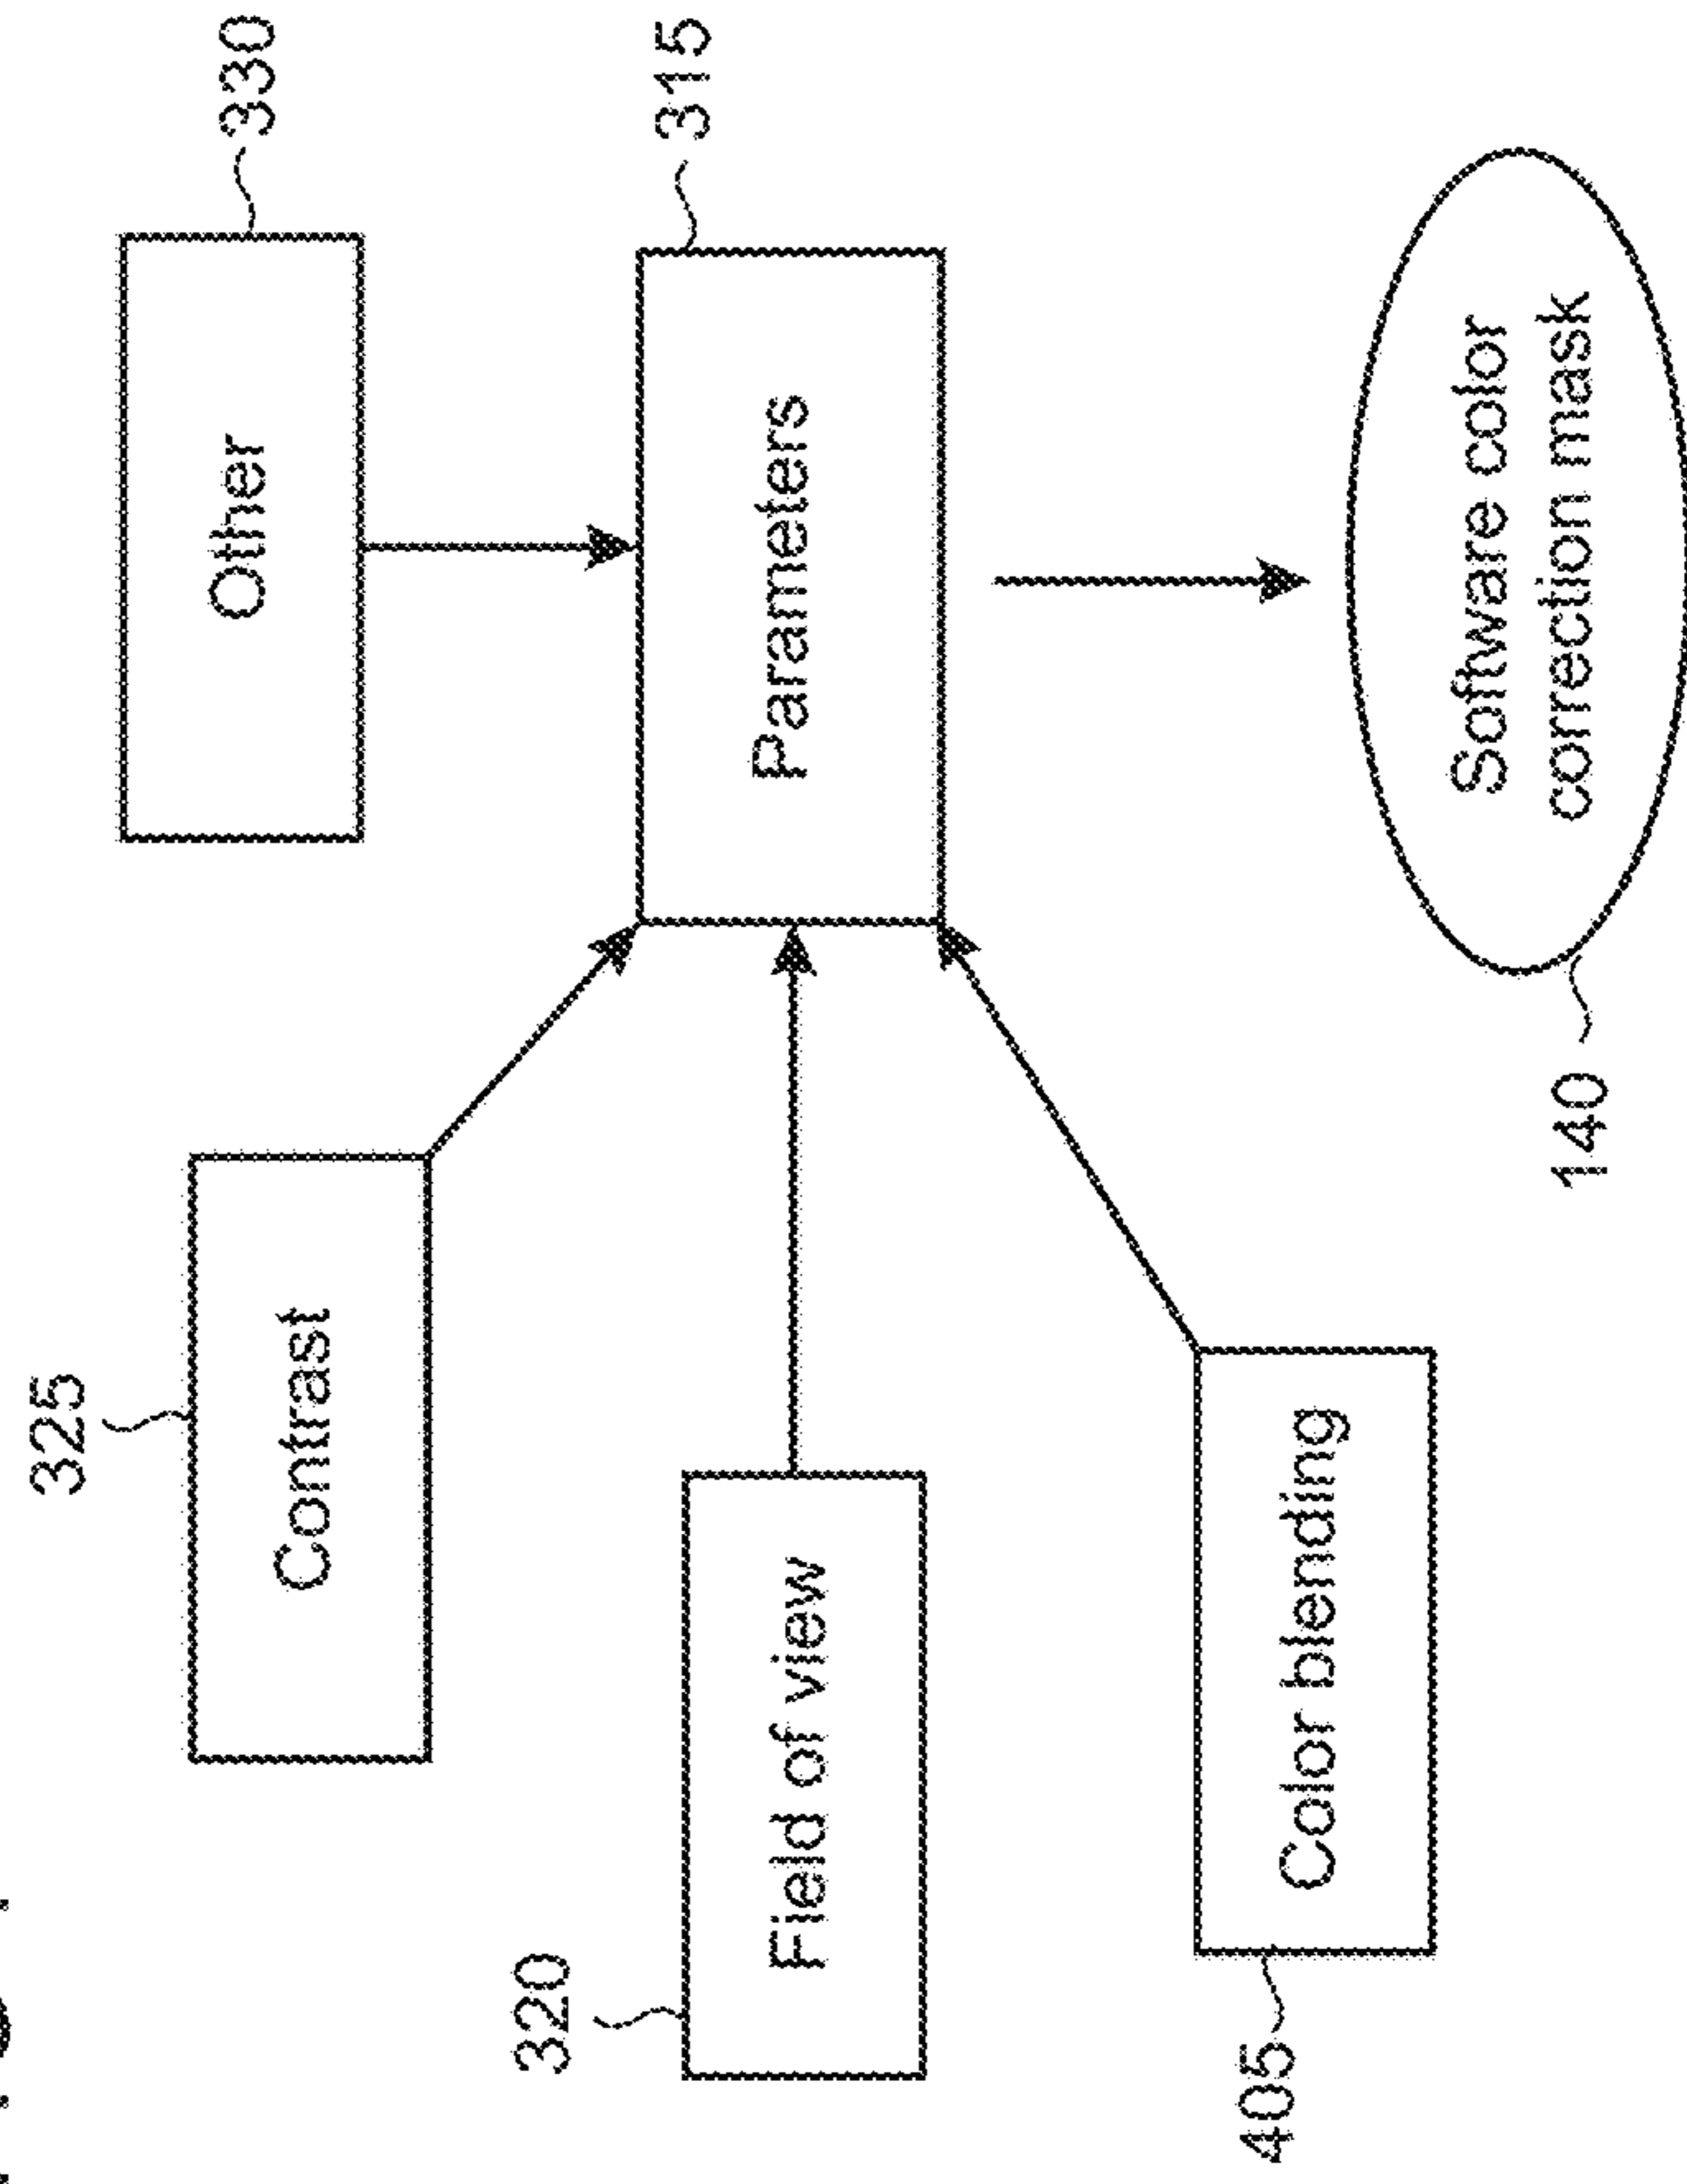 325
Contrast
Other
330
320
Field of view
Parameters
315
405
Color blending
140
Software color
correction mask